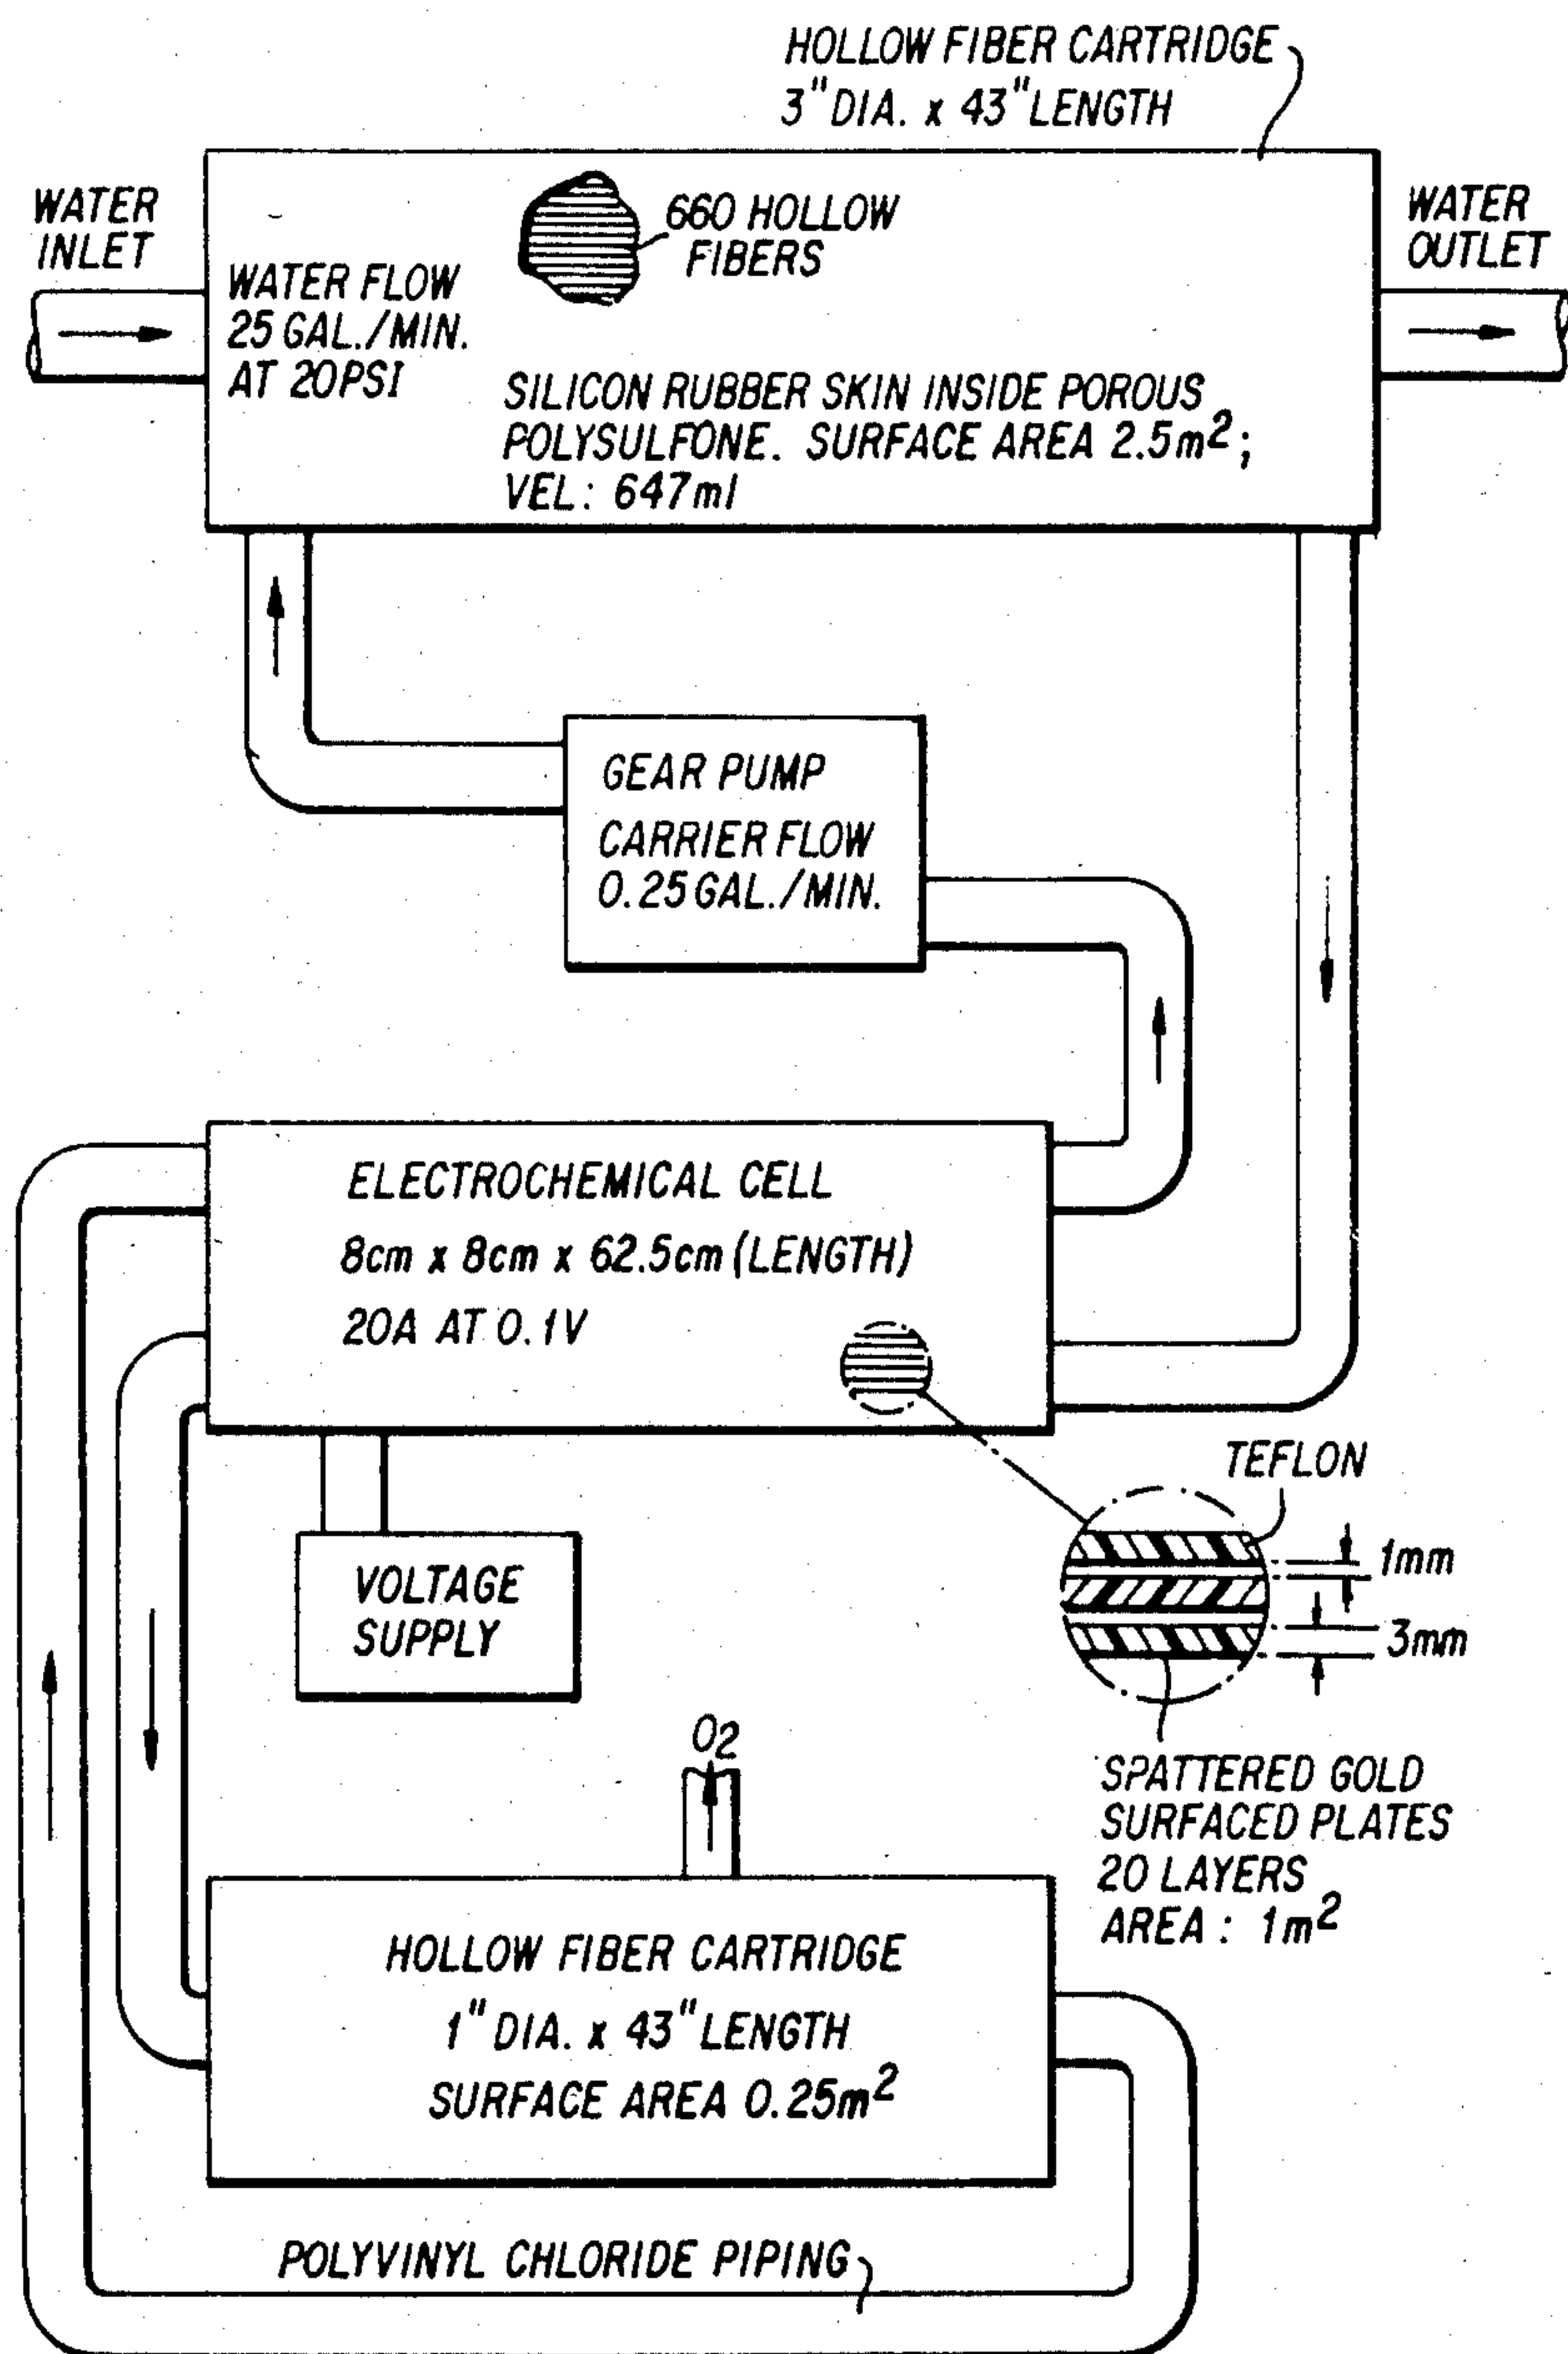 HOLLOW FIBER CARTRIDGE
3" DIA. x 43" LENGTH
WATER
INLET
660 HOLLOW
FIBERS
WATER
OUTLET
WATER FLOW
25 GAL./MIN.
AT 20PSI
SILICON RUBBER SKIN INSIDE POROUS
POLYSULFONE. SURFACE AREA 2.5m²;
VEL: 647ml
GEAR PUMP
CARRIER FLOW
0.25 GAL./MIN.
ELECTROCHEMICAL CELL
8cm x 8cm x 62.5cm (LENGTH)
20A AT 0.1V
TEFLON
1mm
3mm
VOLTAGE
SUPPLY
SPATTERED GOLD
SURFACED PLATES
20 LAYERS
AREA: 1m²
O2
HOLLOW FIBER CARTRIDGE
1" DIA. x 43" LENGTH
SURFACE AREA 0.25m²
POLYVINYL CHLORIDE PIPING